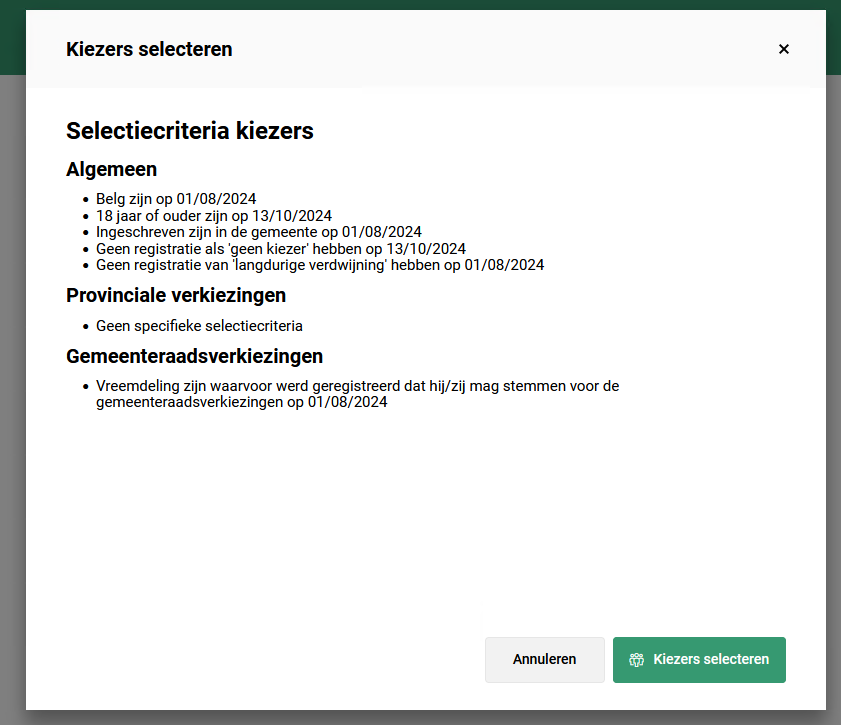 Kiezers selecteren
Selectiecriteria kiezers
Algemeen
Belg zijn op 01/08/2024
18 jaar of ouder zijn op 13/10/2024
Ingeschreven zijn in de gemeente op 01/08/2024
Geen registratie als 'geen kiezer' hebben op 13/10/2024
Geen registratie van 'langdurige verdwijning' hebben op 01/08/2024
Provinciale verkiezingen
Geen specifieke selectiecriteria
Gemeenteraadsverkiezingen
Vreemdeling zijn waarvoor werd geregistreerd dat hij/zij mag stemmen voor de
gemeenteraadsverkiezingen op 01/08/2024
Annuleren
Kiezers selecteren